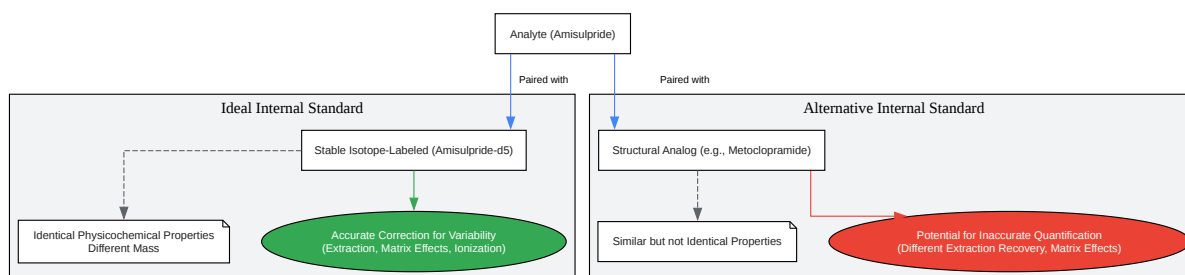 Analyte (Amisulpride)
Paired with
Paired with
Ideal Internal Standard
Stable Isotope-Labeled (Amisulpride-d5)
Identical Physicochemical Properties
Different Mass
Accurate Correction for Variability
(Extraction, Matrix Effects, Ionization)
Alternative Internal Standard
Structural Analog (e.g., Metoclopramide)
Similar but not Identical Properties
Potential for Inaccurate Quantification
(Different Extraction Recovery, Matrix Effects)